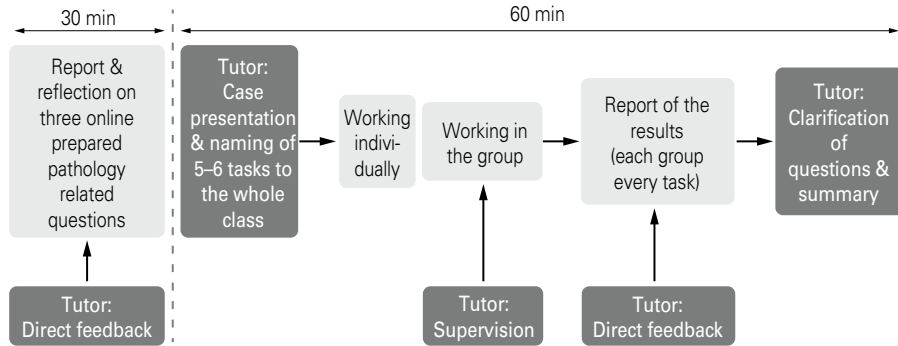 30 min
60 min
Report &
reflection on
three online
prepared
pathology
related
questions
Tutor:
Direct feedback
Tutor:
Case
presentation
& naming of
5–6 tasks to
the whole
class
Working
individi-
dually
Working in
the group
Tutor:
Supervision
Report of the
results
(each group
every task)
Tutor:
Direct feedback
Tutor:
Clarification
of
questions &
summary